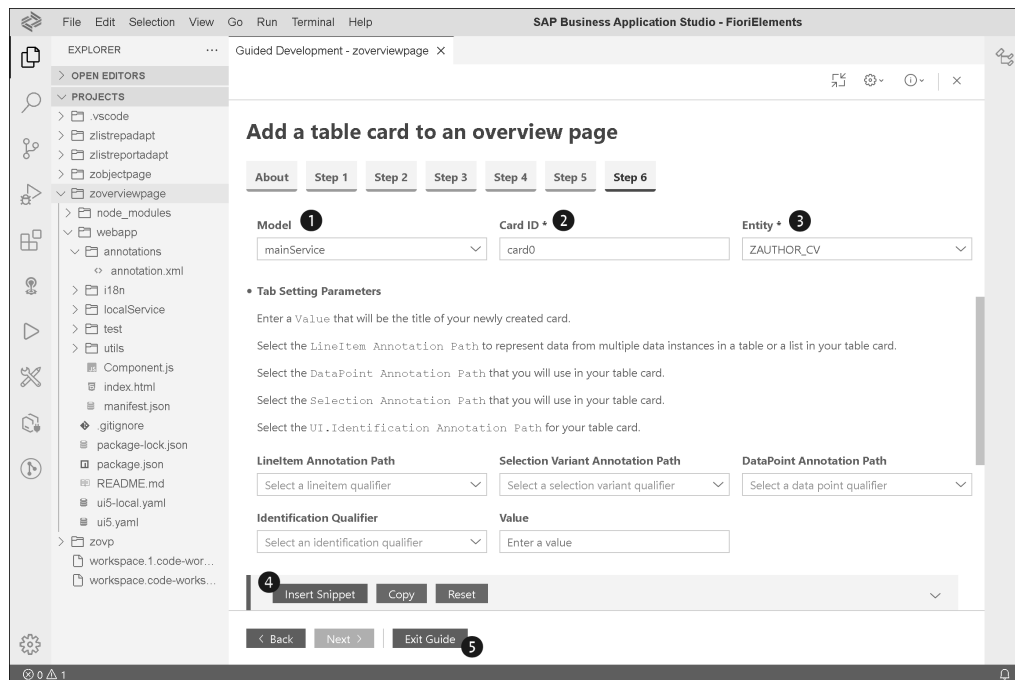 File Edit Selection View Go Run Terminal Help SAP Business Application Studio - FioriElements
EXPLORER ...
OPEN EDITORS
PROJECTS
.vscode
zlistrepadapt
zlistreportadapt
zobjectpage
zoverviewpage
node_modules
webapp
annotations
annotation.xml
i18n
localService
test
utils
Component.js
index.html
manifest.json
.gitignore
package-lock.json
package.json
README.md
ui5-local.yaml
ui5.yaml
zovp
workspace.1.code-wor...
workspace.code-works...
Guided Development - zoverviewpage
Add a table card to an overview page
About Step 1 Step 2 Step 3 Step 4 Step 5 Step 6
Model 1 Card ID * 2 Entity * 3
mainService card0 ZAUTHOR_CV
• Tab Setting Parameters
Enter a Value that will be the title of your newly created card.
Select the LineItem Annotation Path to represent data from multiple data instances in a table or a list in your table card.
Select the DataPoint Annotation Path that you will use in your table card.
Select the Selection Annotation Path that you will use in your table card.
Select the UI.Identification Annotation Path for your table card.
LineItem Annotation Path Selection Variant Annotation Path DataPoint Annotation Path
Select a lineitem qualifier Select a selection variant qualifier Select a data point qualifier
Identification Qualifier Value
Select an identification qualifier Enter a value
4 Insert Snippet Copy Reset
< Back Next > Exit Guide 5
0 1